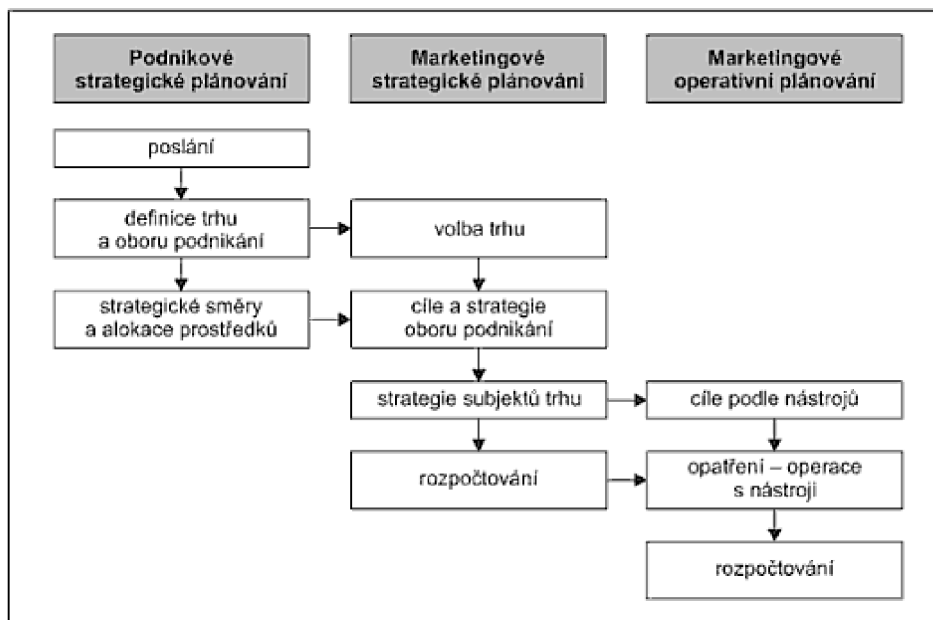 Podnikové
strategické plánování
Marketingové
strategické plánování
Marketingové
operativní plánování
poslání
definice trhu
a oboru podnikání
volba trhu
strategické směry
a alokace prostředků
cíle a strategie
oboru podnikání
strategie subjektů trhu
cíle podle nástrojů
rozpočtování
opatření – operace
s nástroji
rozpočtování